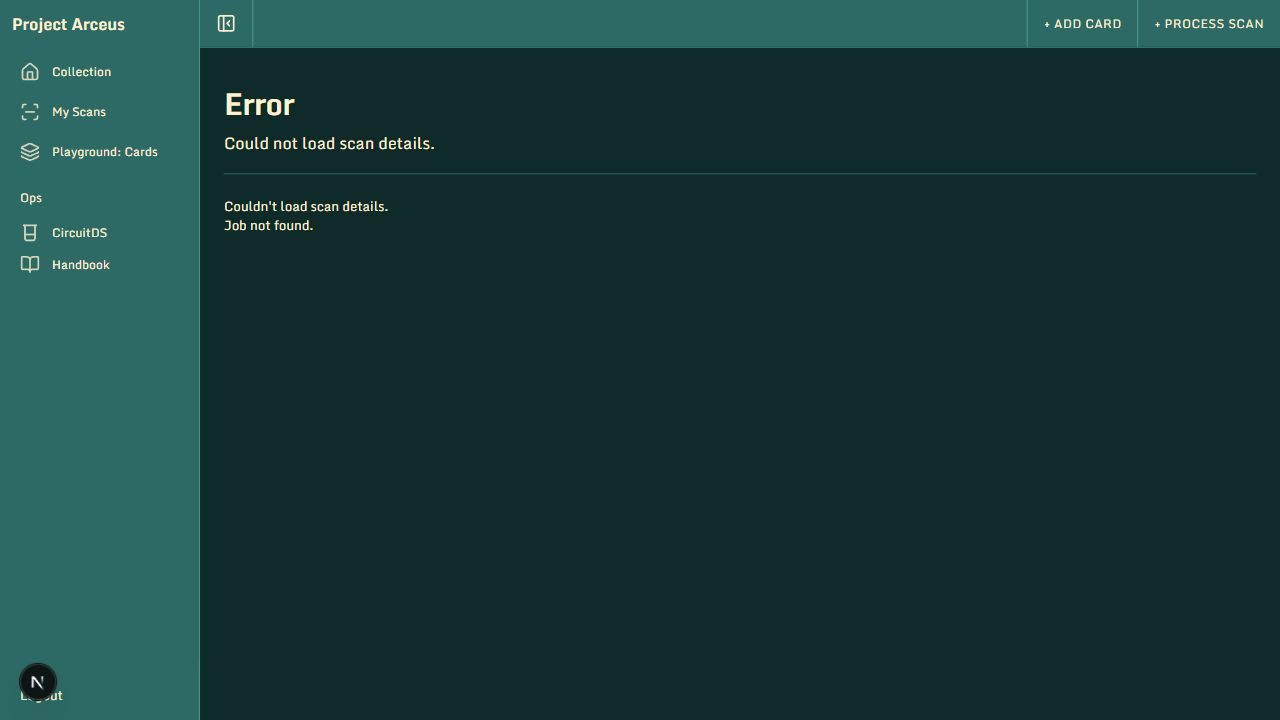 Project Arceus
+ ADD CARD
+ PROCESS SCAN
Collection
My Scans
Playground: Cards
Ops
CircuitDS
Handbook
Error
Could not load scan details.
Couldn't load scan details.
Job not found.
N